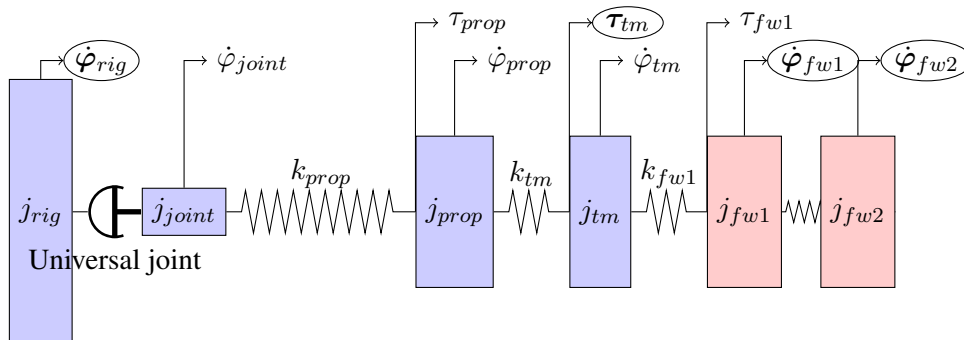 τ_prop τ_tm τ_fw1
φ̇_rig φ̇_joint φ̇_prop φ̇_tm φ̇_fw1 φ̇_fw2
k_prop k_tm k_fw1
j_rig j_joint j_prop j_tm j_fw1 j_fw2
Universal joint